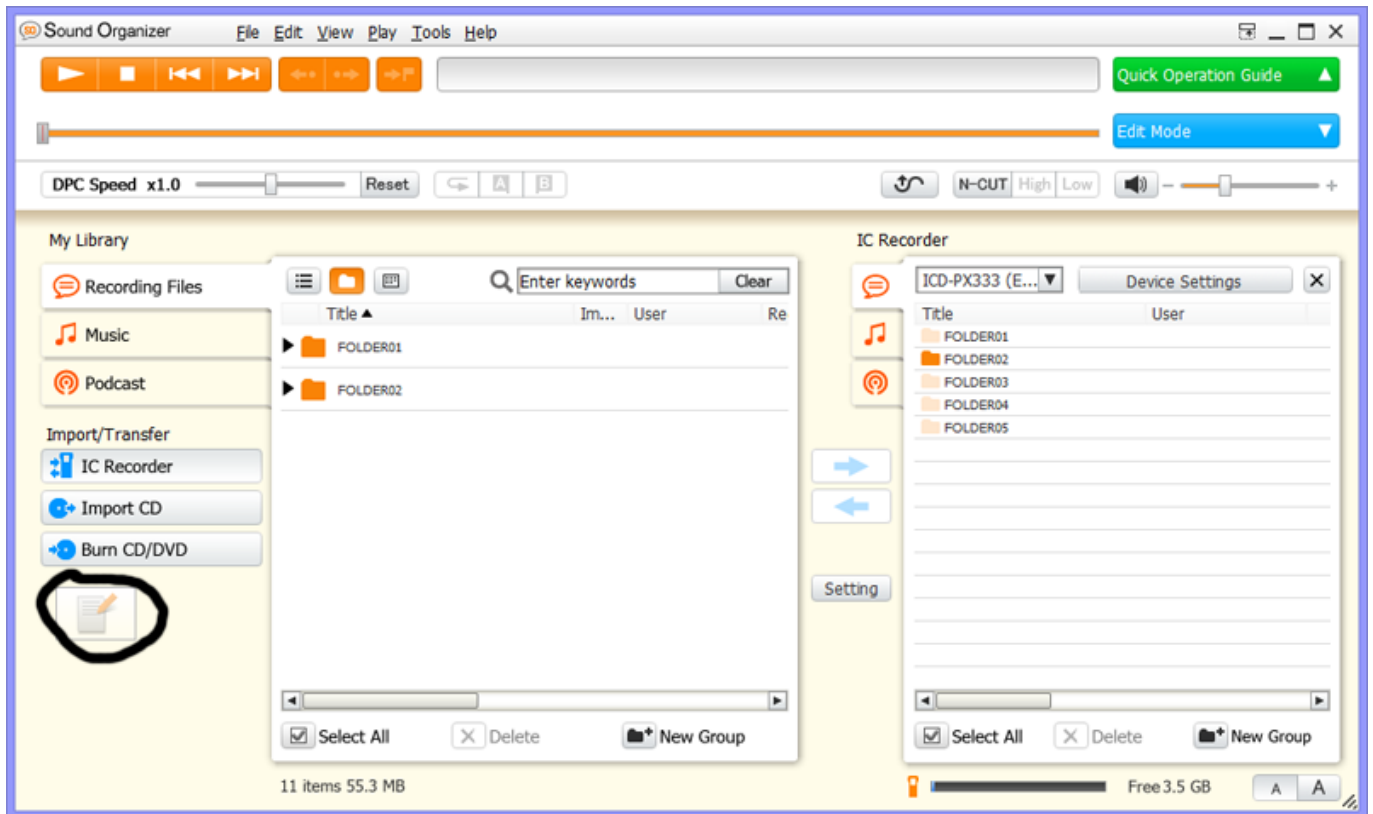 Sound Organizer File Edit View Play Tools Help
Quick Operation Guide
Edit Mode
DPC Speed x1.0 Reset A B N-CUT High Low - +
My Library
Recording Files
Music
Podcast
Import/Transfer
IC Recorder
Import CD
Burn CD/DVD
Enter keywords Clear
Title Im... User Re
FOLDER01
FOLDER02
Select All Delete New Group
11 items 55.3 MB
Setting
IC Recorder
ICD-PX333 (E... Device Settings
Title User
FOLDER01
FOLDER02
FOLDER03
FOLDER04
FOLDER05
Select All Delete New Group
Free 3.5 GB A A